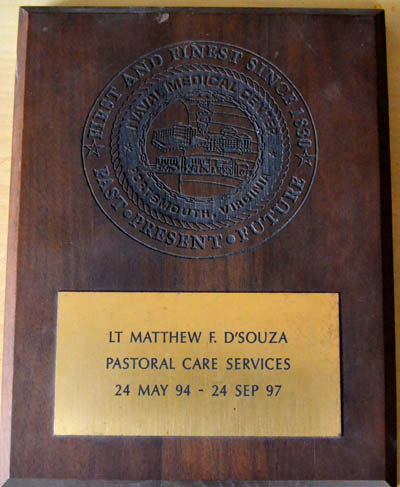 FIRST AND FINEST SINCE 1830
NAVAL MEDICAL CENTER
PORTSMOUTH, VIRGINIA
PAST • PRESENT • FUTURE
LT MATTHEW F. D'SOUZA
PASTORAL CARE SERVICES
24 MAY 94 - 24 SEP 97